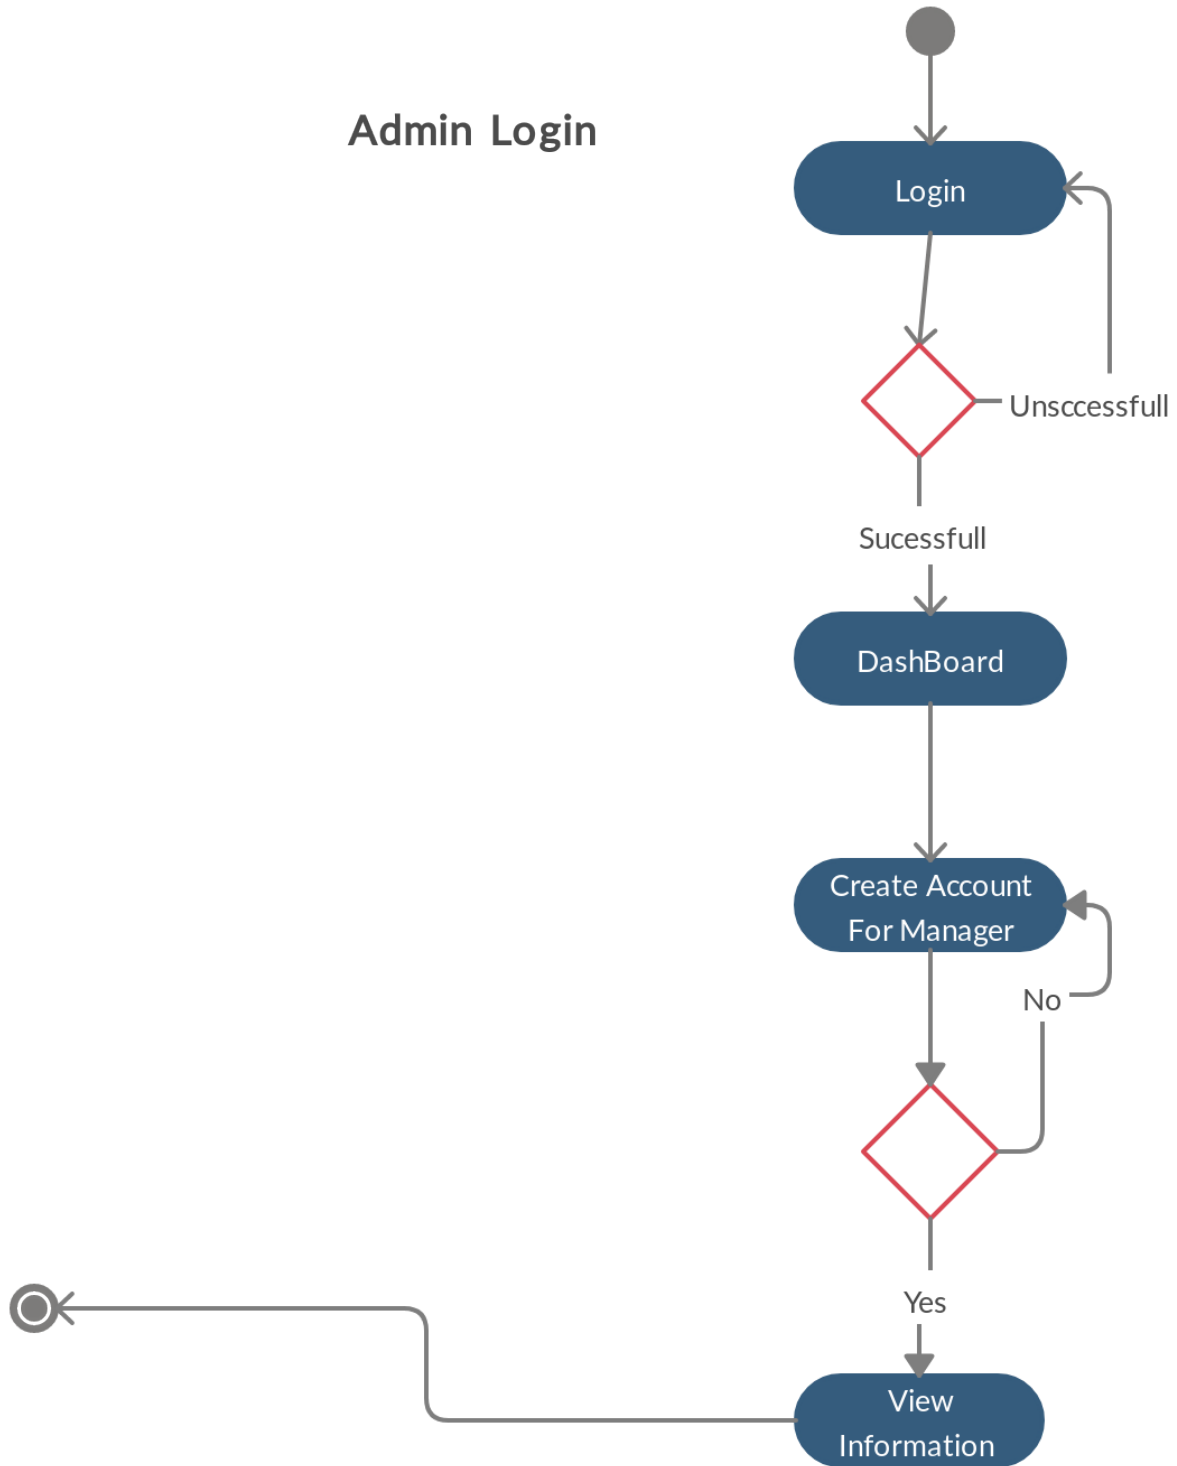 Admin Login
Login
Unsccessfull
Sucessfull
DashBoard
Create Account
For Manager
No
Yes
View
Information